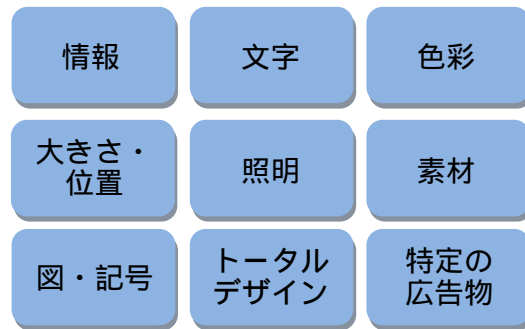 情報
文字
色彩
大きさ・
位置
照明
素材
図・記号
トータル
デザイン
特定の
広告物